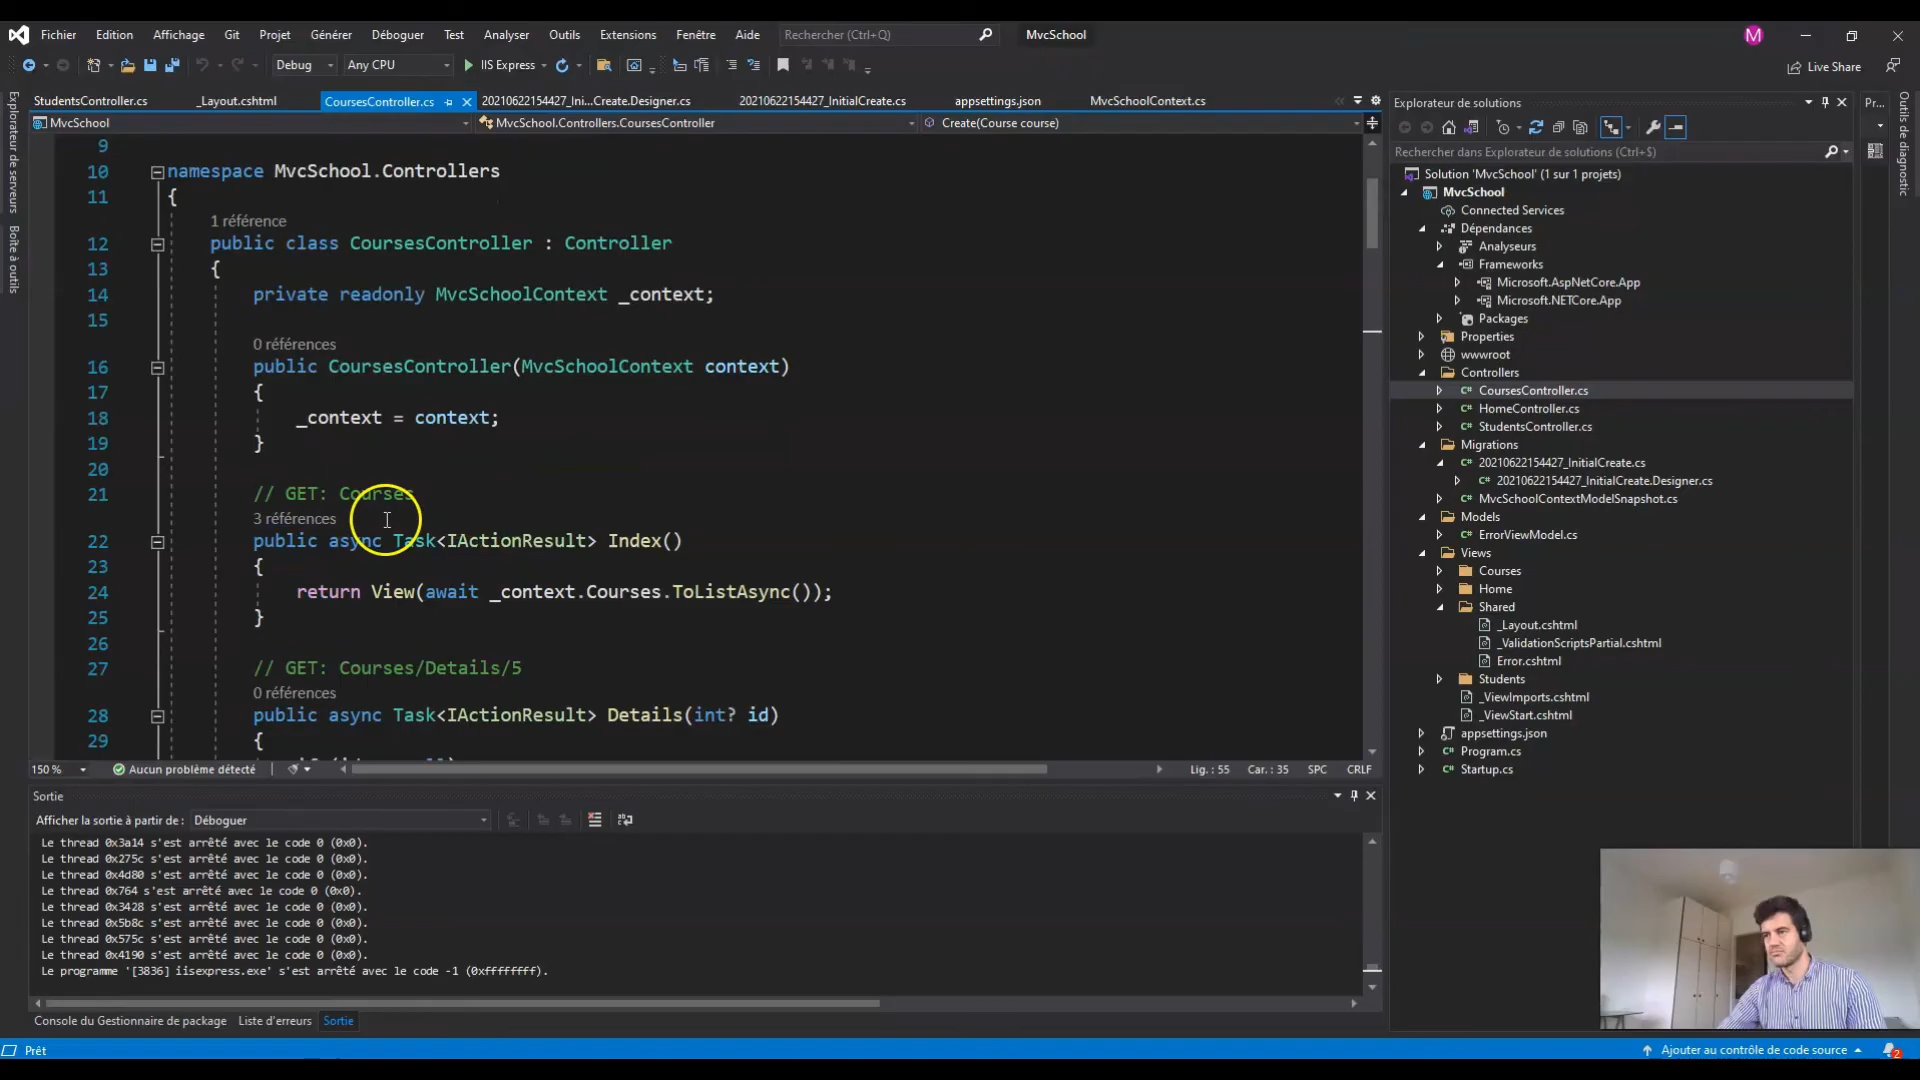 Fichier Edition Affichage Git Projet Générer Déboguer Test Analyser Outils Extensions Fenêtre Aide Rechercher (Ctrl+Q) MvcSchool M
Debug Any CPU IIS Express Live Share
StudentsController.cs _Layout.cshtml CoursesController.cs 20210622154427_Ini...Create.Designer.cs 20210622154427_InitialCreate.cs appsettings.json MvcSchoolContext.cs
MvcSchool MvcSchool.Controllers.CoursesController Create(Course course)
Explorateur de serveurs
Boîte à outils
9
10 namespace MvcSchool.Controllers
11 {
1 référence
12 public class CoursesController : Controller
13 {
14 private readonly MvcSchoolContext _context;
15
0 références
16 public CoursesController(MvcSchoolContext context)
17 {
18 _context = context;
19 }
20
21 // GET: Courses
3 références
22 public async Task<IActionResult> Index()
23 {
24 return View(await _context.Courses.ToListAsync());
25 }
26
27 // GET: Courses/Details/5
0 références
28 public async Task<IActionResult> Details(int? id)
29 {
150 % Aucun problème détecté Lig. : 55 Car. : 35 SPC CRLF
Sortie
Afficher la sortie à partir de : Déboguer
Le thread 0x3a14 s'est arrêté avec le code 0 (0x0).
Le thread 0x275c s'est arrêté avec le code 0 (0x0).
Le thread 0x4d80 s'est arrêté avec le code 0 (0x0).
Le thread 0x764 s'est arrêté avec le code 0 (0x0).
Le thread 0x3428 s'est arrêté avec le code 0 (0x0).
Le thread 0x5b8c s'est arrêté avec le code 0 (0x0).
Le thread 0x575c s'est arrêté avec le code 0 (0x0).
Le thread 0x4190 s'est arrêté avec le code 0 (0x0).
Le programme '[3836] iisexpress.exe' s'est arrêté avec le code -1 (0xffffffff).
Console du Gestionnaire de package Liste d'erreurs Sortie
Explorateur de solutions
Rechercher dans Explorateur de solutions (Ctrl+$)
Solution 'MvcSchool' (1 sur 1 projets)
MvcSchool
Connected Services
Dépendances
Analyseurs
Frameworks
Microsoft.AspNetCore.App
Microsoft.NETCore.App
Packages
Properties
wwwroot
Controllers
C# CoursesController.cs
C# HomeController.cs
C# StudentsController.cs
Migrations
C# 20210622154427_InitialCreate.cs
C# 20210622154427_InitialCreate.Designer.cs
C# MvcSchoolContextModelSnapshot.cs
Models
C# ErrorViewModel.cs
Views
Courses
Home
Shared
_Layout.cshtml
_ValidationScriptsPartial.cshtml
Error.cshtml
Students
_ViewImports.cshtml
_ViewStart.cshtml
appsettings.json
C# Program.cs
C# Startup.cs
Pr...
Outils de diagnostic
Prêt Ajouter au contrôle de code source 2